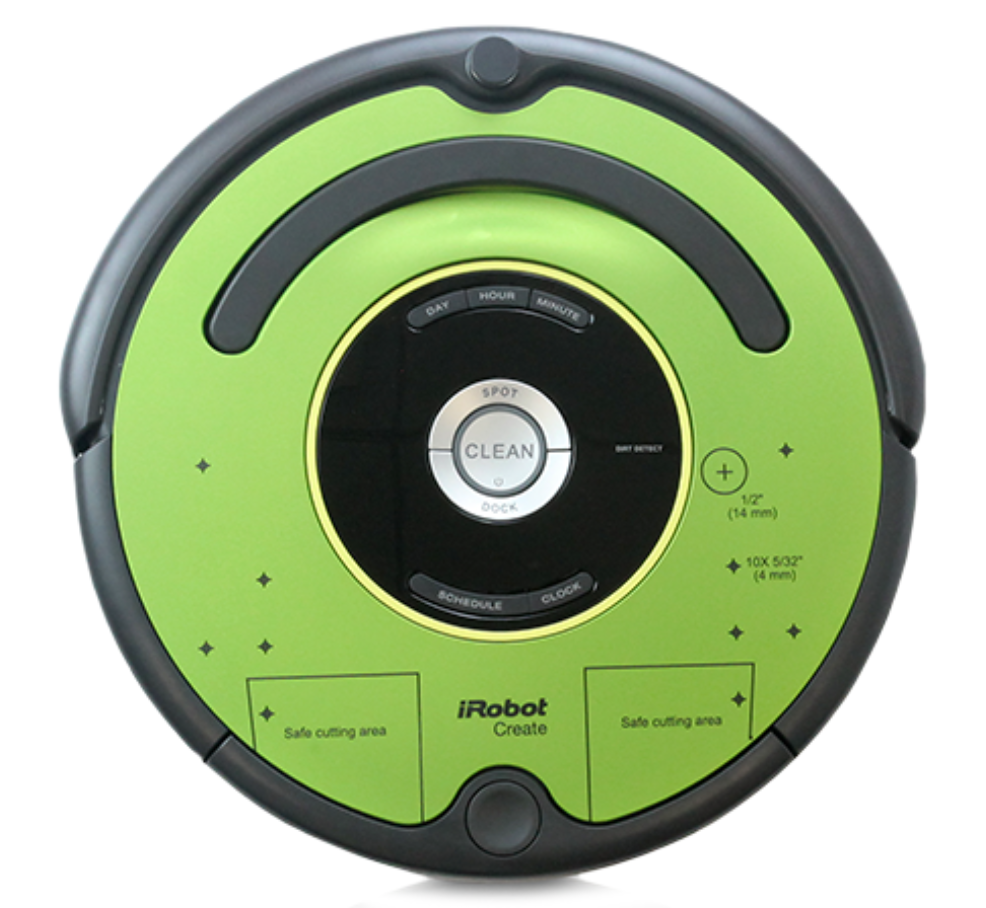 DAY HOUR MINUTE
SPOT
CLEAN
DIRT DETECT
DOCK
1/2"
(14 mm)
10X 5/32"
(4 mm)
SCHEDULE CLOCK
iRobot
Create
Safe cutting area
Safe cutting area